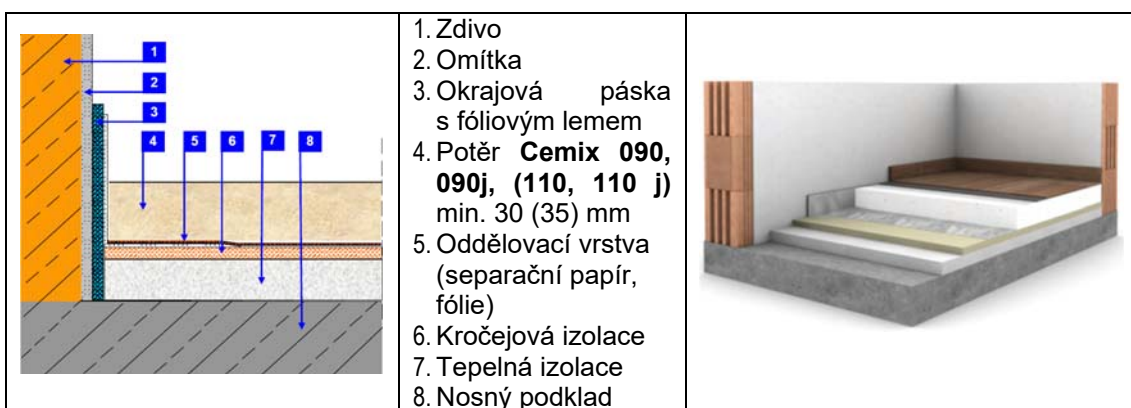 1
2
3
4 5 6 7 8
1. Zdivo
2. Omítka
3. Okrajová páska
s fóliovým lemem
4. Potěr Cemix 090,
090j, (110, 110 j)
min. 30 (35) mm
5. Oddělovací vrstva
(separační papír,
fólie)
6. Kročejová izolace
7. Tepelná izolace
8. Nosný podklad